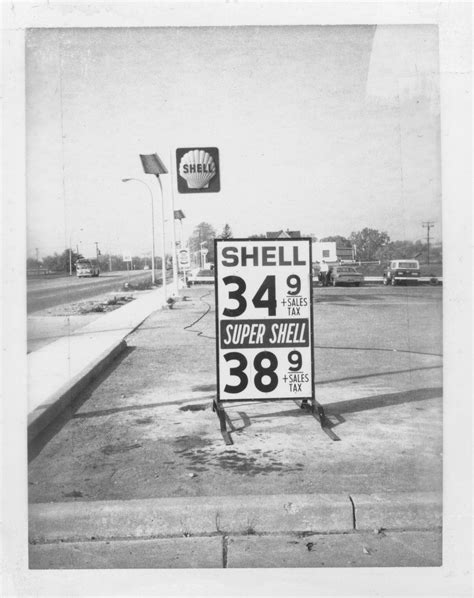 SHELL
SHELL
34 9
+ SALES
TAX
SUPER SHELL
38 9
+ SALES
TAX